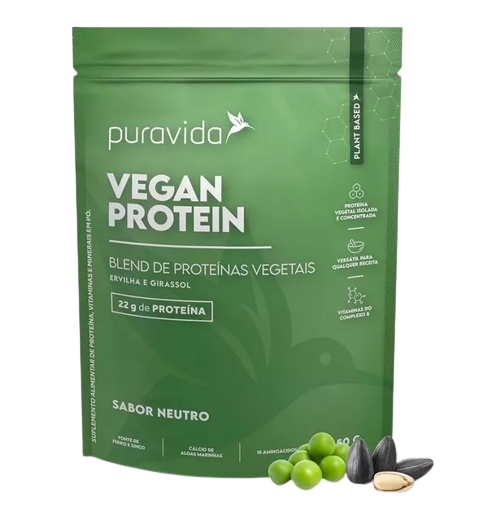 puravida
PLANT BASED
VEGAN
PROTEIN
BLEND DE PROTEÍNAS VEGETAIS
ERVILHA E GIRASSOL
22 g de PROTEÍNA
PROTEÍNA
VEGETAL ISOLADA
E CONCENTRADA
VERSÁTIL PARA
QUALQUER RECEITA
VITAMINAS DO
COMPLEXO B
SUPLEMENTO ALIMENTAR DE PROTEÍNA, VITAMINAS E MINERAIS EM PÓ.
SABOR NEUTRO
FONTE DE
FERRO E ZINCO
CÁLCIO DE
ALGAS MARINHAS
18 AMINOÁCIDOS